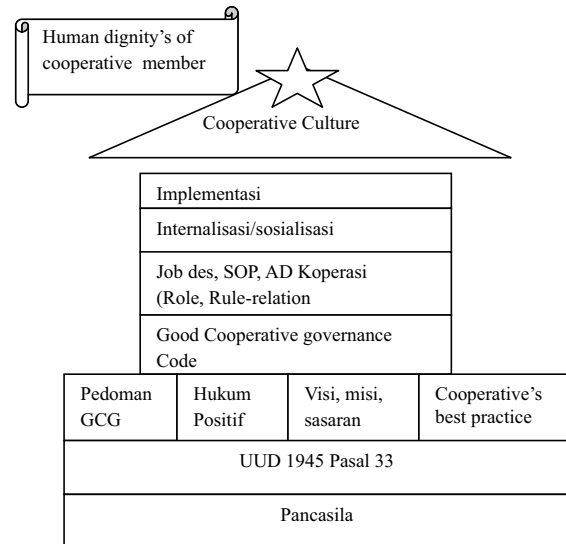 Human dignity's of
cooperative member
Cooperative Culture
Implementasi
Internalisasi/sosialisasi
Job des, SOP, AD Koperasi
(Role, Rule-relation
Good Cooperative governance
Code
Pedoman
GCG
Hukum
Positif
Visi, misi,
sasaran
Cooperative's
best practice
UUD 1945 Pasal 33
Pancasila